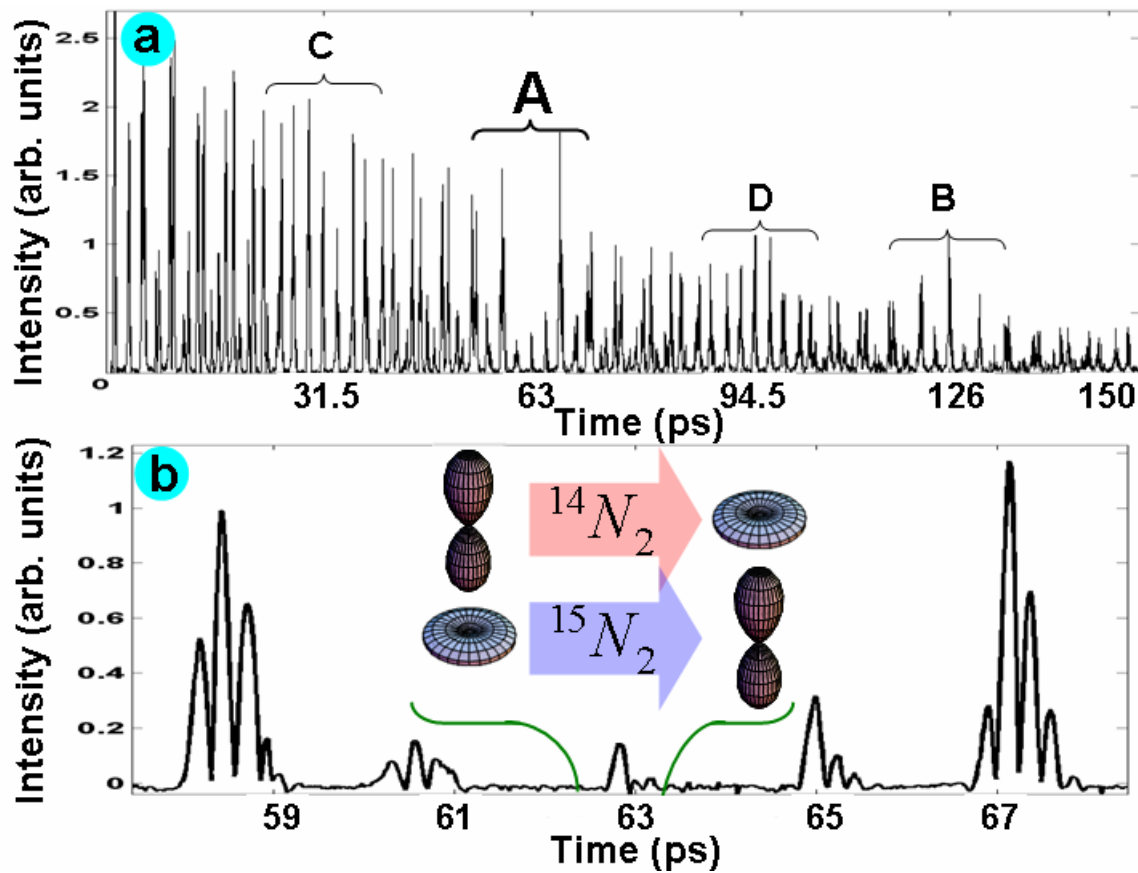 a
Intensity (arb. units)
2.5
2
1.5
1
0.5
0
C
A
D
B
31.5
63
94.5
126
150
Time (ps)
b
Intensity (arb. units)
1.2
1
0.8
0.6
0.4
0.2
0
¹⁴N₂
¹⁵N₂
59
61
63
65
67
Time (ps)